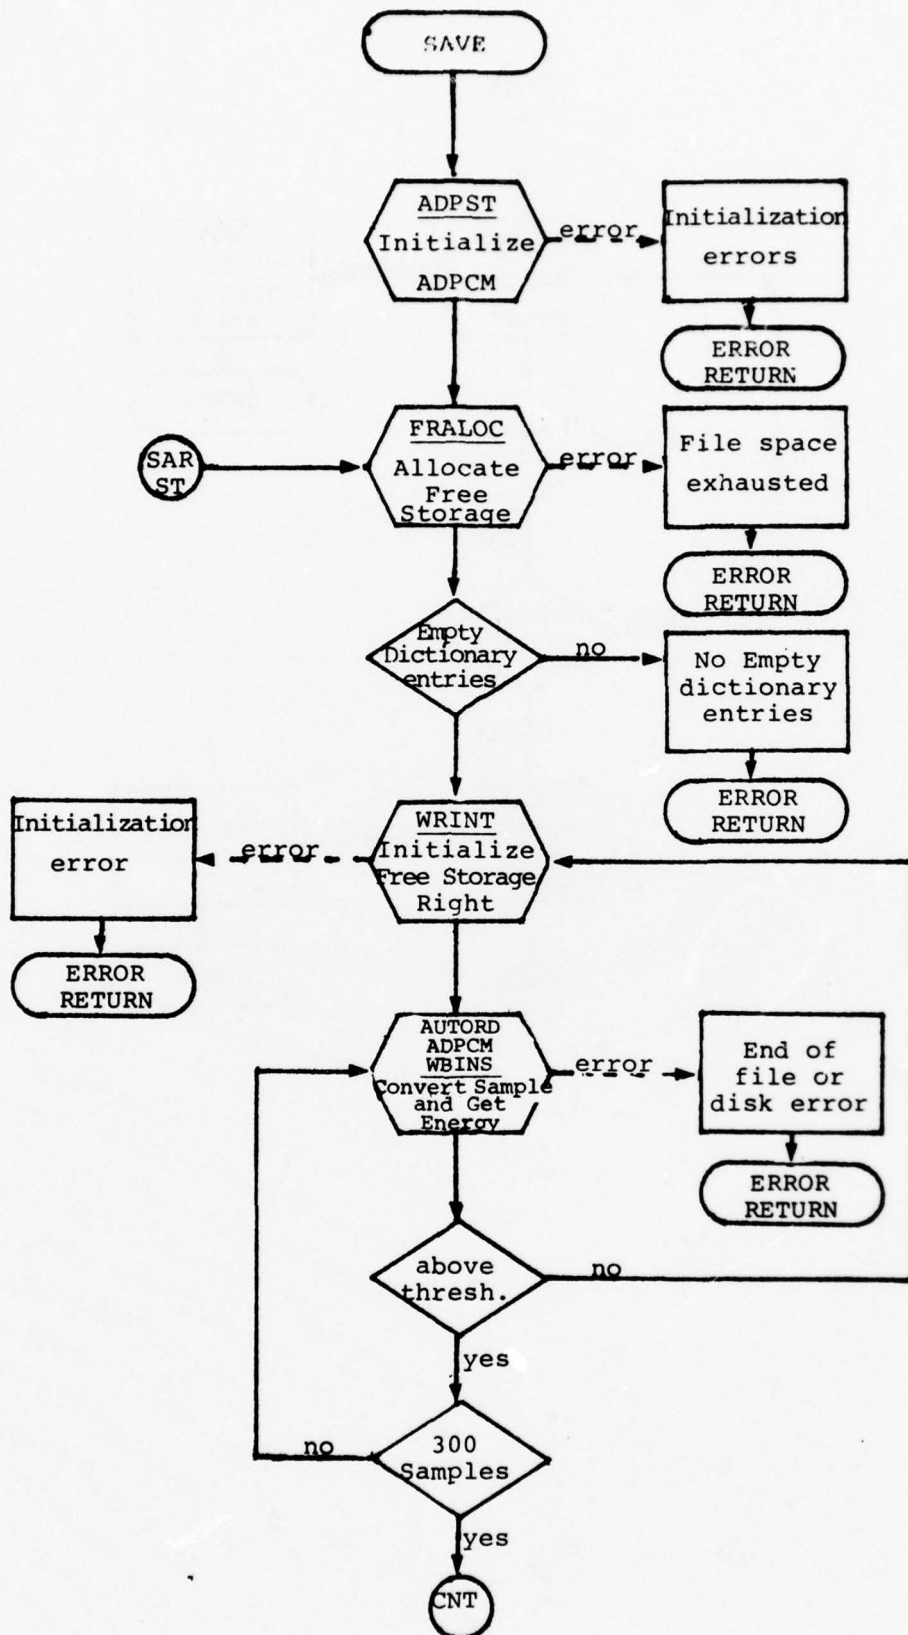 SAVE
ADPST
Initialize
ADPCM
error
Initialization
errors
ERROR
RETURN
SAR
ST
FRALOC
Allocate
Free
Storage
error
File space
exhausted
ERROR
RETURN
Empty
Dictionary
entries
no
No Empty
dictionary
entries
ERROR
RETURN
WRINT
Initialize
Free Storage
Right
error
Initialization
error
ERROR
RETURN
AUTORD
ADPCM
WBINS
Convert Sample
and Get
Energy
error
End of
file or
disk error
ERROR
RETURN
above
thresh.
no
yes
300
Samples
no
yes
CNT